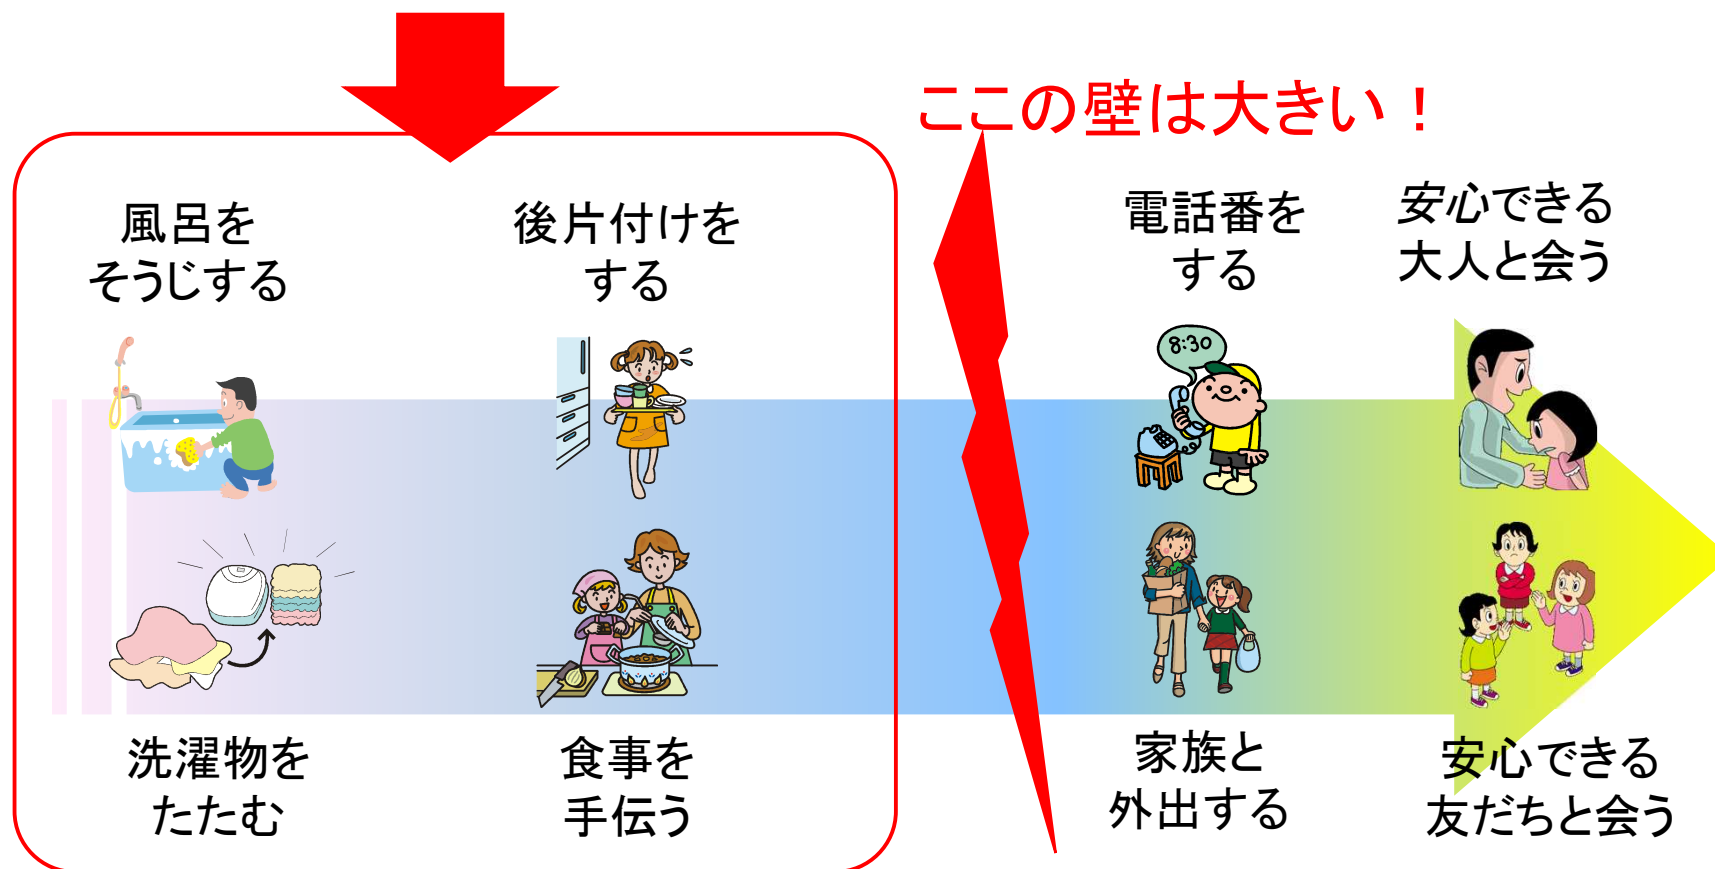 ここの壁は大きい！
風呂を
そうじする
後片付けを
する
電話番を
する
安心できる
大人と会う
8:30
洗濯物を
たたむ
食事を
手伝う
家族と
外出する
安心できる
友だちと会う